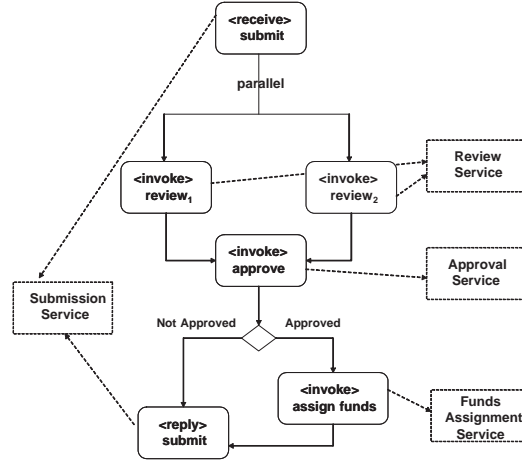 <receive>
submit
parallel
<invoke>
review1
<invoke>
review2
Review
Service
<invoke>
approve
Approval
Service
Submission
Service
Not Approved
Approved
<invoke>
assign funds
Funds
Assignment
Service
<reply>
submit